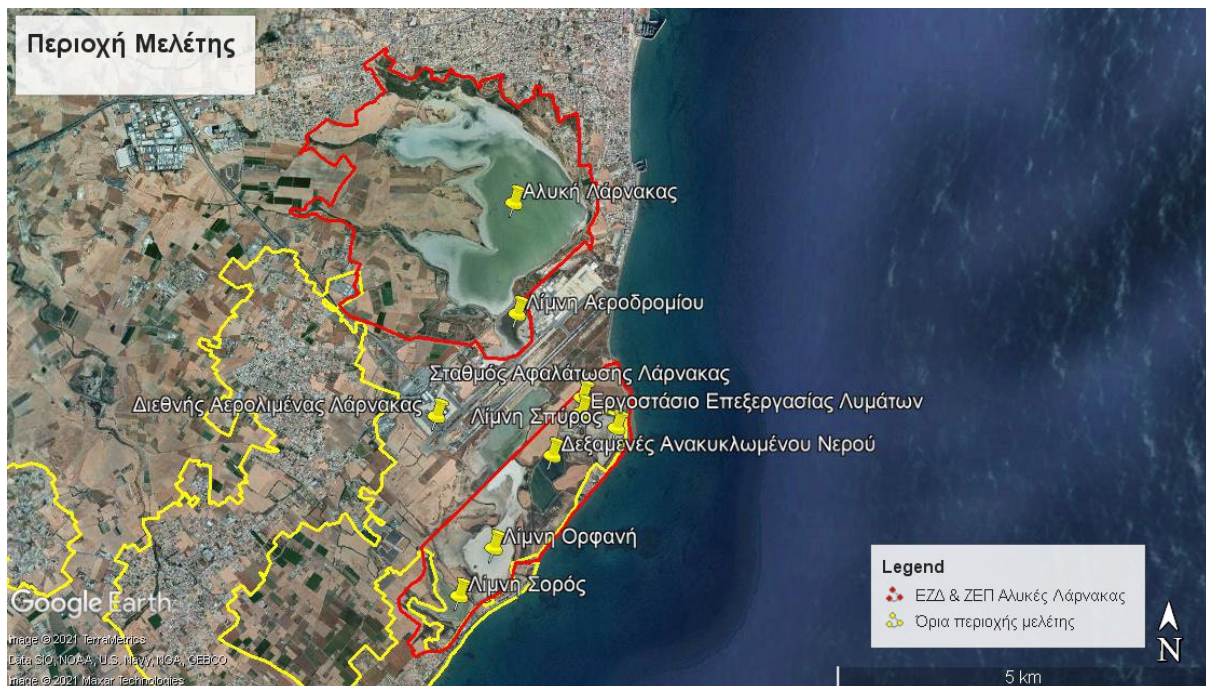 Περιοχή Μελέτης
Αλυκή Λάρνακας
Λίμνη Αεροδρομίου
Σταθμός Αφαλάτωσης Λάρνακας
Διεθνής Αερολιμένας Λάρνακας
Εργοστάσιο Επεξεργασίας Λυμάτων
Λίμνη Σπύρος
Δεξαμενές Ανακυκλωμένου Νερού
Λίμνη Ορφανή
Λίμνη Σορός
Legend
ΕΖΔ & ΖΕΠ Αλυκές Λάρνακας
Όρια περιοχής μελέτης
Google Earth
Image © 2021 TerraMetrics
Data SIO, NOAA, U.S. Navy, NGA, GEBCO
Image © 2021 Maxar Technologies
N
5 km